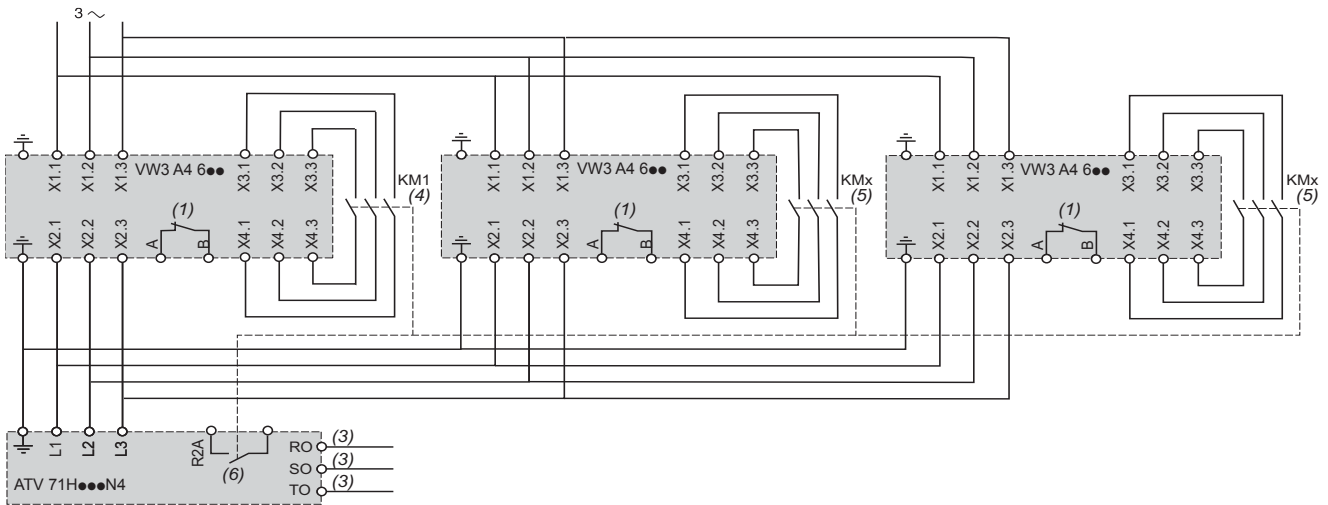 3 ~
X1.1 X1.2 X1.3 VW3 A4 6●● X3.1 X3.2 X3.3
KM1
(4)
X2.1 X2.2 X2.3 A (1) B X4.1 X4.2 X4.3
X1.1 X1.2 X1.3 VW3 A4 6●● X3.1 X3.2 X3.3
KMx
(5)
X2.1 X2.2 X2.3 A (1) B X4.1 X4.2 X4.3
X1.1 X1.2 X1.3 VW3 A4 6●● X3.1 X3.2 X3.3
KMx
(5)
X2.1 X2.2 X2.3 A (1) B X4.1 X4.2 X4.3
L1 L2 L3 R2A (6)
RO (3)
SO (3)
TO (3)
ATV 71H●●●N4